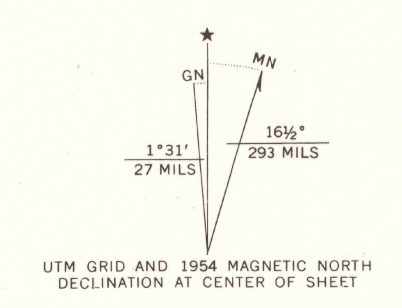 ★
MN
GN
16½°
293 MILS
1°31'
27 MILS
UTM GRID AND 1954 MAGNETIC NORTH
DECLINATION AT CENTER OF SHEET